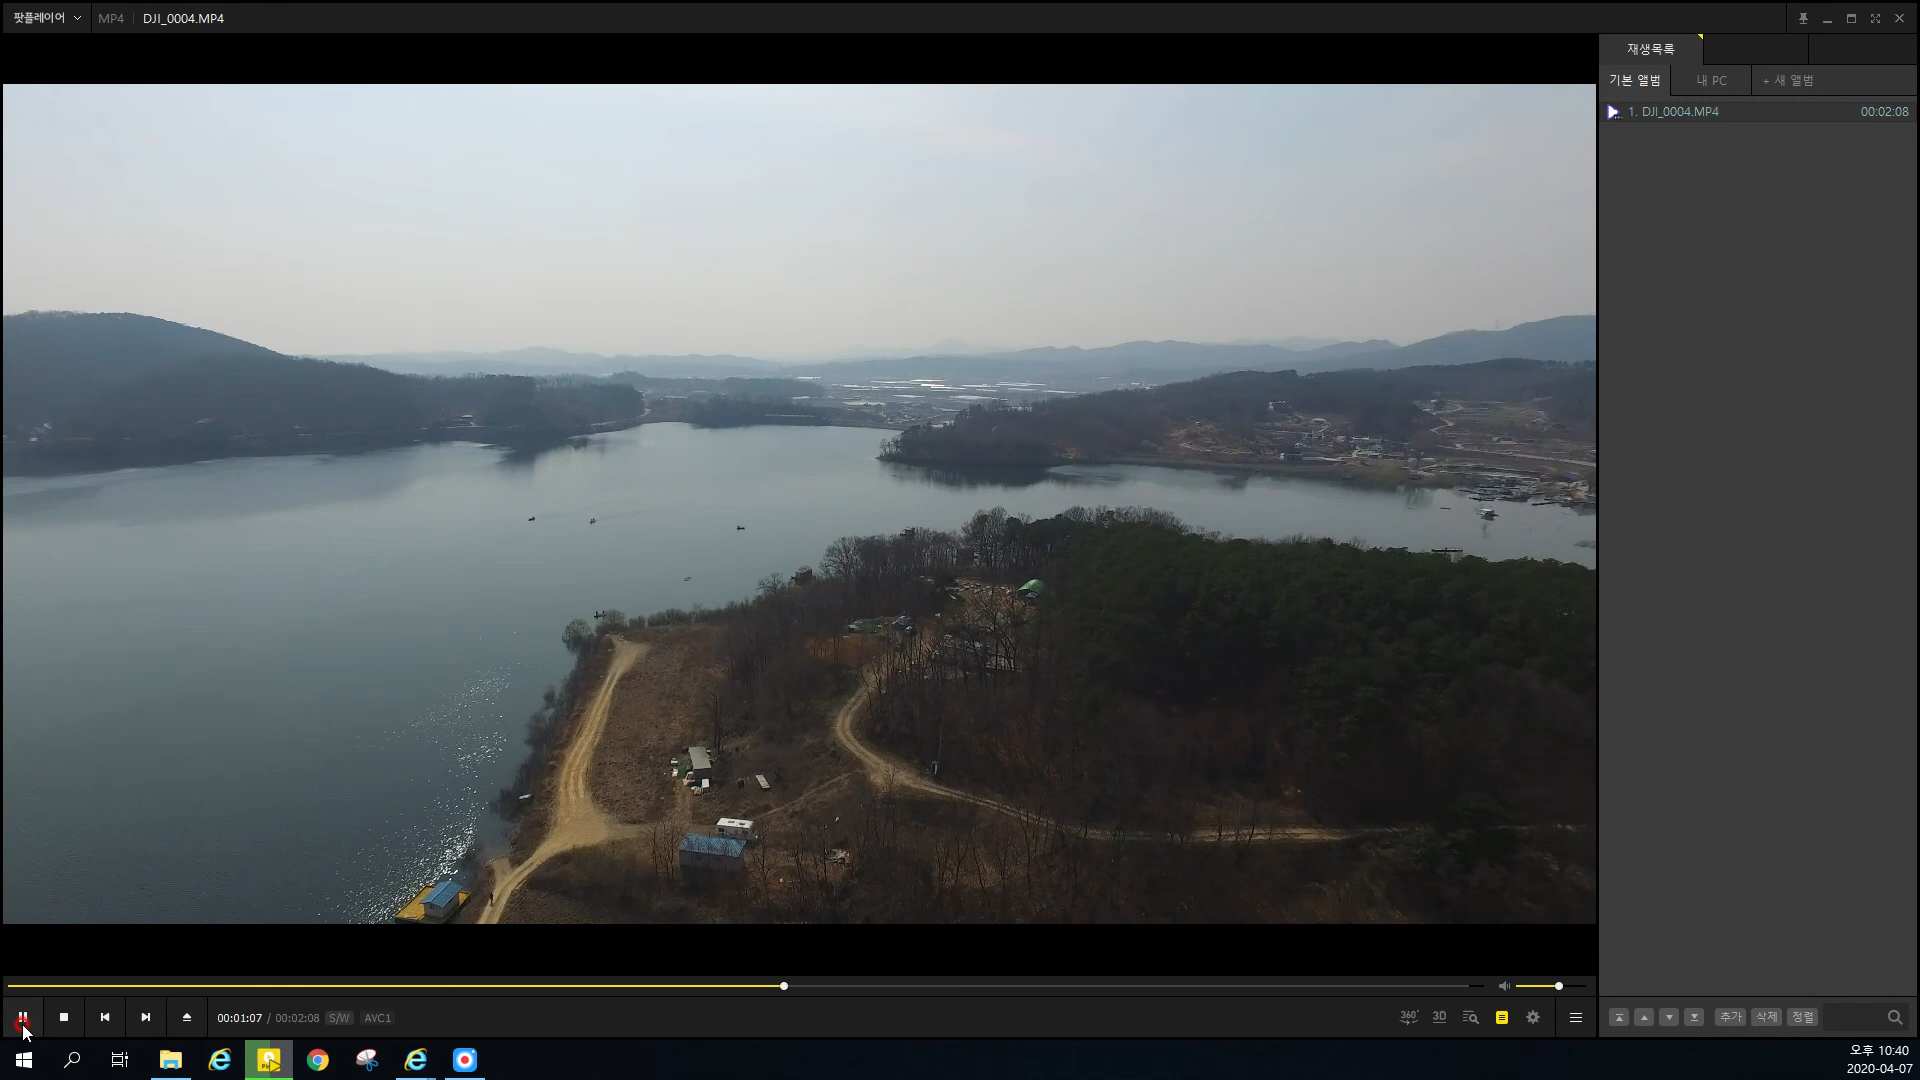 팟플레이어 MP4 DJI_0004.MP4
재생목록
기본 앨범 내 PC + 새 앨범
1. DJI_0004.MP4 00:02:08
00:01:07 / 00:02:08 S/W AVC1
360° 3D
추가 삭제 정렬
오후 10:40
2020-04-07